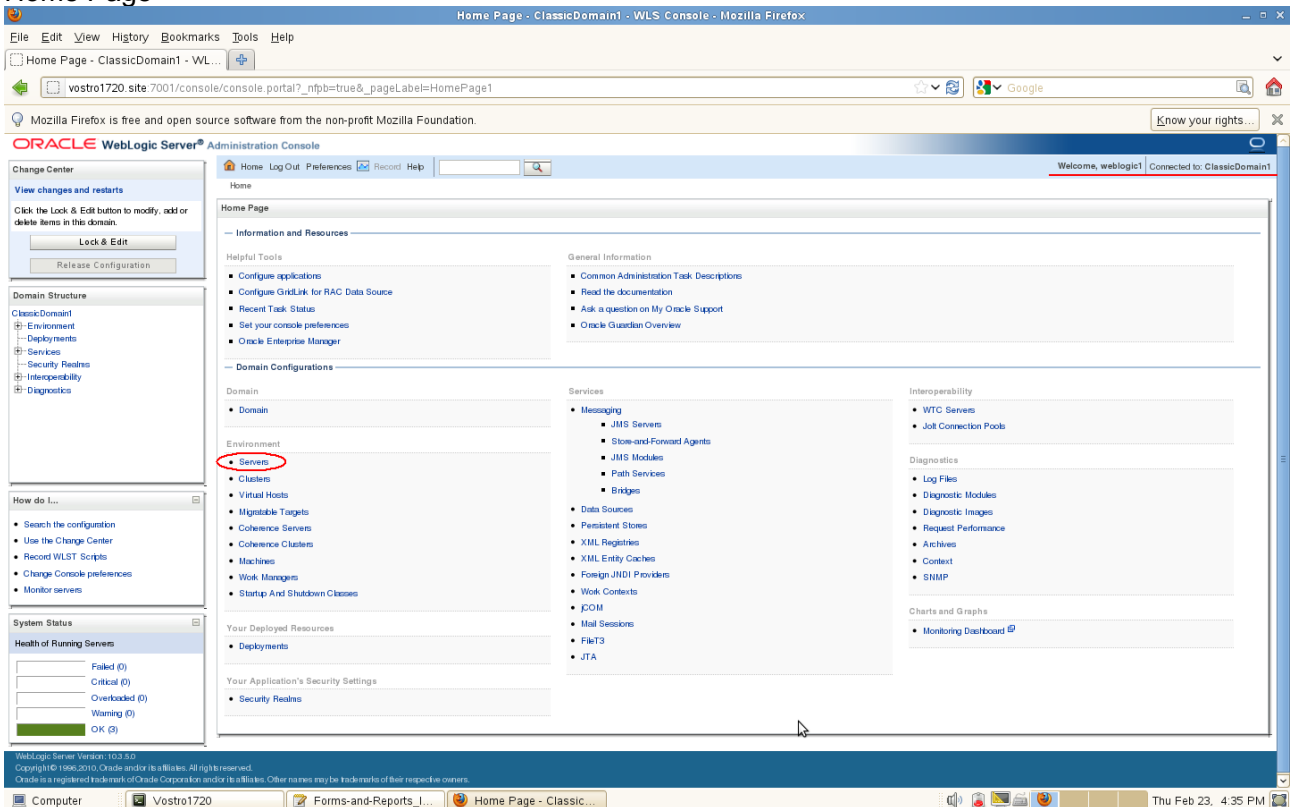 Home Page
Home Page - ClassicDomain1 - WLS Console - Mozilla Firefox
File Edit View History Bookmarks Tools Help
Home Page - ClassicDomain1 - WL...
vostro1720.site:7001/console/console.portal?_nfpb=true&_pageLabel=HomePage1
Google
Mozilla Firefox is free and open source software from the non-profit Mozilla Foundation.
Know your rights...
ORACLE WebLogic Server® Administration Console
Change Center
View changes and restarts
Click the Lock & Edit button to modify, add or
delete items in this domain.
Lock & Edit
Release Configuration
Domain Structure
ClassicDomain1
Environment
Deployments
Services
Security Realms
Interoperability
Diagnostics
How do I...
Search the configuration
Use the Change Center
Record WLST Scripts
Change Console preferences
Monitor servers
System Status
Health of Running Servers
Failed (0)
Critical (0)
Overloaded (0)
Warning (0)
OK (3)
Home Log Out Preferences Record Help
Welcome, weblogic1 Connected to: ClassicDomain1
Home
Home Page
Information and Resources
Helpful Tools
Configure applications
Configure GridLink for RAC Data Source
Recent Task Status
Set your console preferences
Oracle Enterprise Manager
General Information
Common Administration Task Descriptions
Read the documentation
Ask a question on My Oracle Support
Oracle Guardian Overview
Domain Configurations
Domain
Domain
Environment
Servers
Clusters
Virtual Hosts
Migratable Targets
Coherence Servers
Coherence Clusters
Machines
Work Managers
Startup And Shutdown Classes
Your Deployed Resources
Deployments
Your Application's Security Settings
Security Realms
Services
Messaging
JMS Servers
Store-and-Forward Agents
JMS Modules
Path Services
Bridges
Data Sources
Persistent Stores
XML Registries
XML Entity Caches
Foreign JNDI Providers
Work Contexts
jCOM
Mail Sessions
FileT3
JTA
Interoperability
WTC Servers
Jolt Connection Pools
Diagnostics
Log Files
Diagnostic Modules
Diagnostic Images
Request Performance
Archives
Context
SNMP
Charts and Graphs
Monitoring Dashboard
WebLogic Server Version: 10.3.5.0
Copyright © 1996,2010, Oracle and/or its affiliates. All rights reserved.
Oracle is a registered trademark of Oracle Corporation and/or its affiliates. Other names may be trademarks of their respective owners.
Computer Vostro1720 Forms-and-Reports_I... Home Page - Classic... Thu Feb 23, 4:35 PM